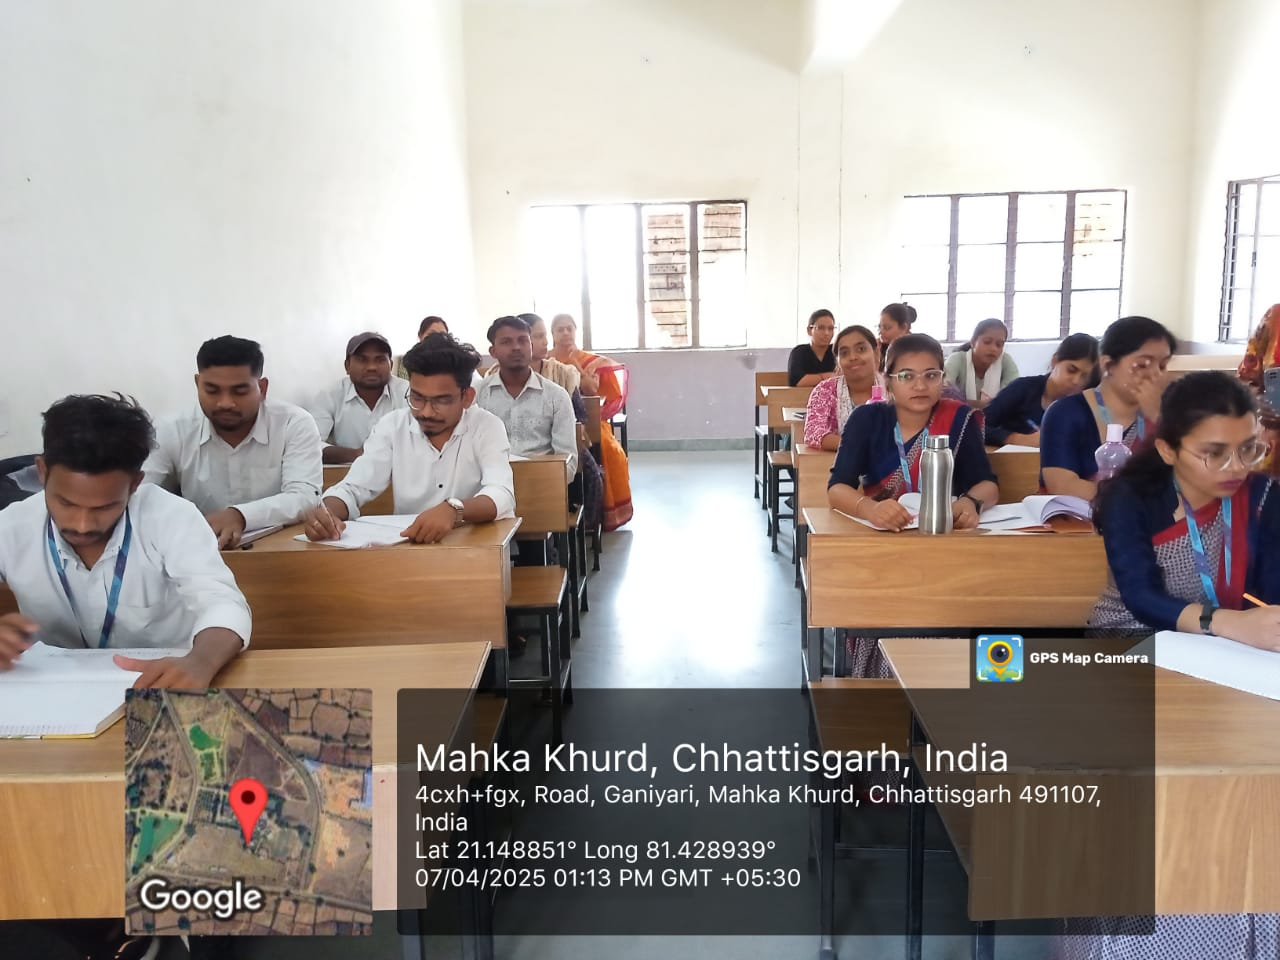 GPS Map Camera
Mahka Khurd, Chhattisgarh, India
4cxh+fgx, Road, Ganiyari, Mahka Khurd, Chhattisgarh 491107,
India
Lat 21.148851° Long 81.428939°
07/04/2025 01:13 PM GMT +05:30
Google